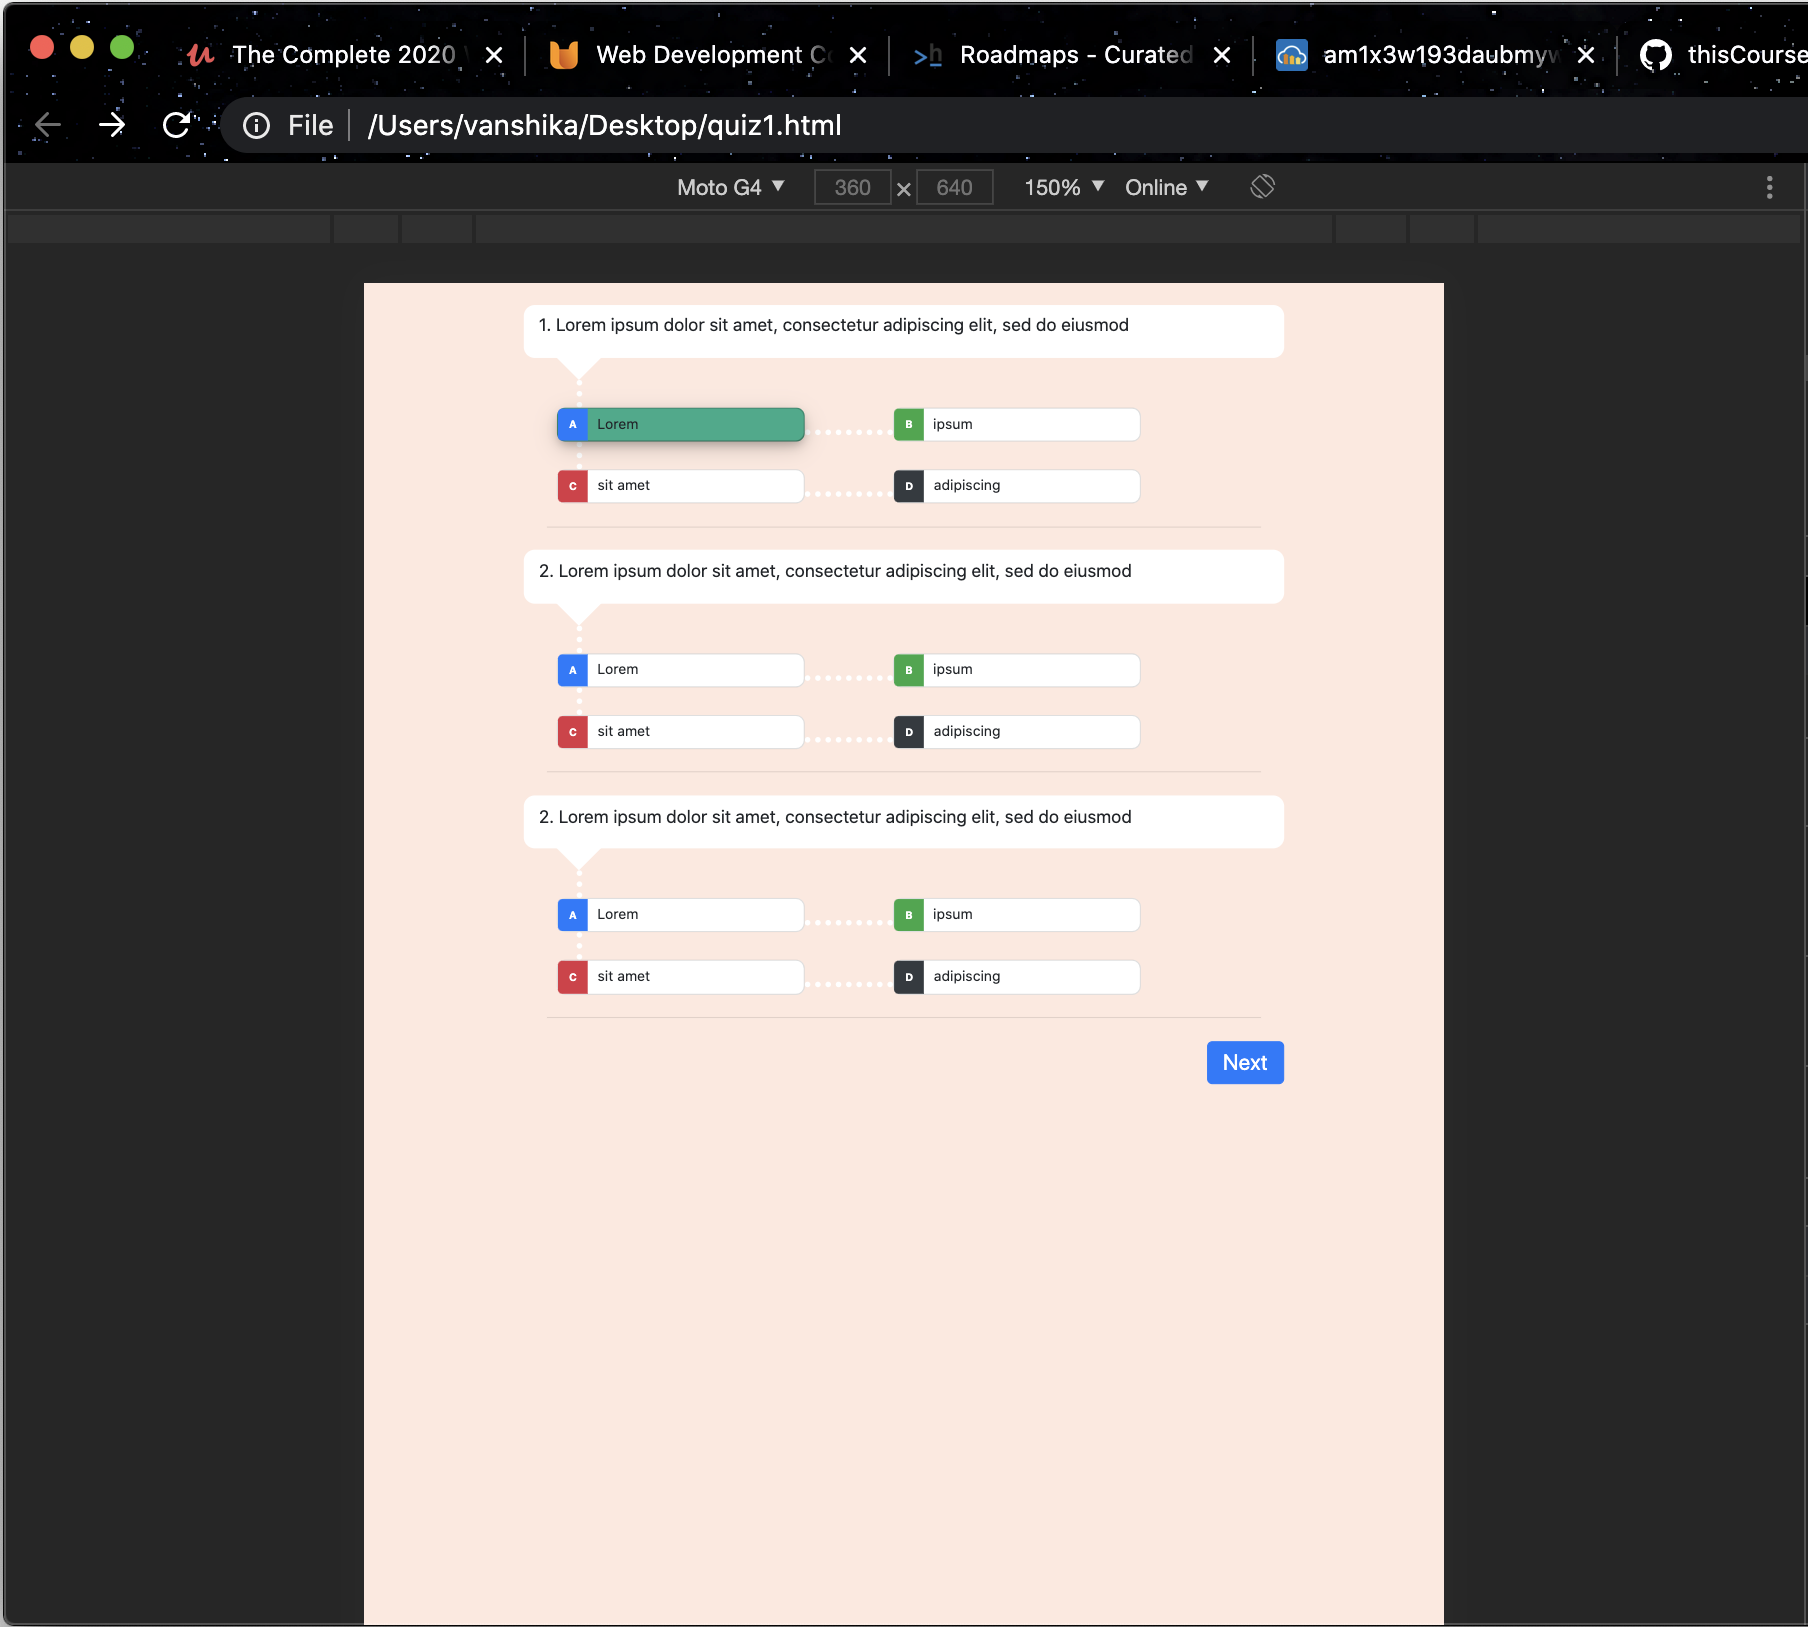 The Complete 2020
Web Development
Roadmaps - Curated
am1x3w193daubmyw
thisCourse
File
/Users/vanshika/Desktop/quiz1.html
Moto G4
360 × 640
150%
Online
1. Lorem ipsum dolor sit amet, consectetur adipiscing elit, sed do eiusmod
A Lorem
B ipsum
C sit amet
D adipiscing
2. Lorem ipsum dolor sit amet, consectetur adipiscing elit, sed do eiusmod
A Lorem
B ipsum
C sit amet
D adipiscing
2. Lorem ipsum dolor sit amet, consectetur adipiscing elit, sed do eiusmod
A Lorem
B ipsum
C sit amet
D adipiscing
Next